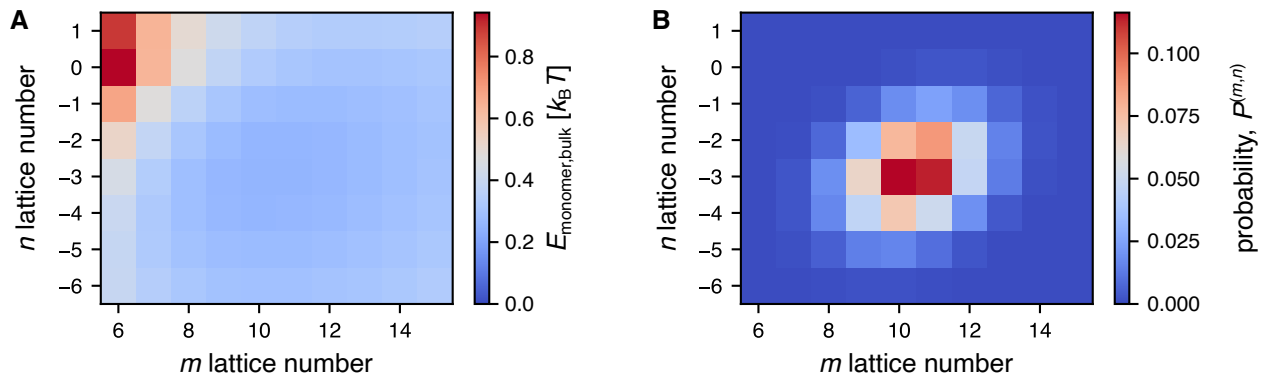 A
1
0
−1
−2
−3
−4
−5
−6
n lattice number
6 8 10 12 14
m lattice number
0.8
0.6
0.4
0.2
0.0
E_monomer,bulk [k_B T]
B
1
0
−1
−2
−3
−4
−5
−6
n lattice number
6 8 10 12 14
m lattice number
0.100
0.075
0.050
0.025
0.000
probability, P^(m,n)